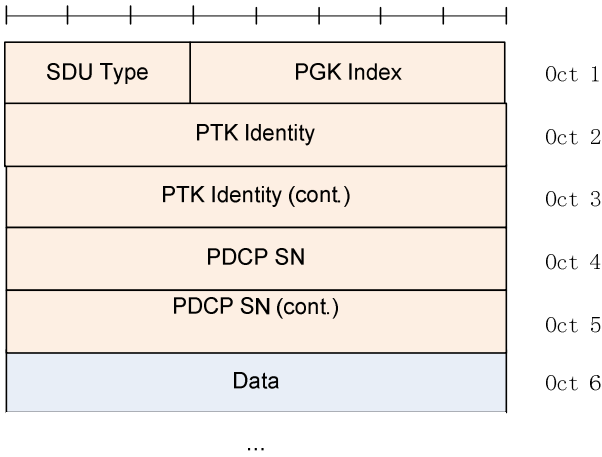 SDU Type PGK Index Oct 1
PTK Identity Oct 2
PTK Identity (cont.) Oct 3
PDCP SN Oct 4
PDCP SN (cont.) Oct 5
Data Oct 6
...